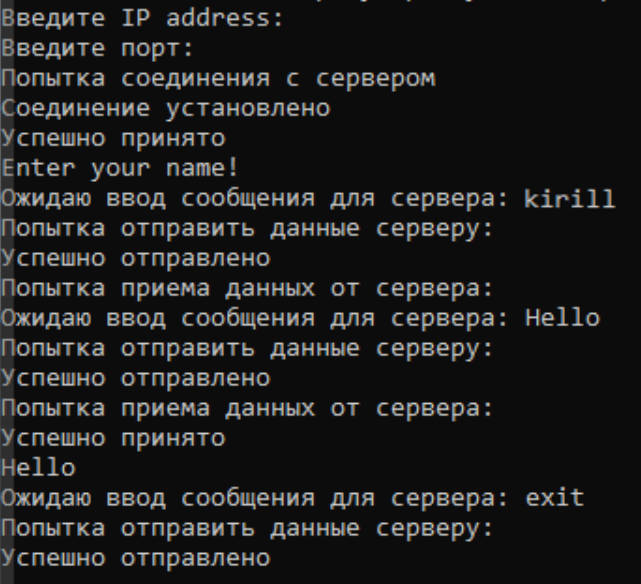 Введите IP address:
Введите порт:
Попытка соединения с сервером
Соединение установлено
Успешно принято
Enter your name!
Ожидаю ввод сообщения для сервера: kirill
Попытка отправить данные серверу:
Успешно отправлено
Попытка приема данных от сервера:
Ожидаю ввод сообщения для сервера: Hello
Попытка отправить данные серверу:
Успешно отправлено
Попытка приема данных от сервера:
Успешно принято
Hello
Ожидаю ввод сообщения для сервера: exit
Попытка отправить данные серверу:
Успешно отправлено